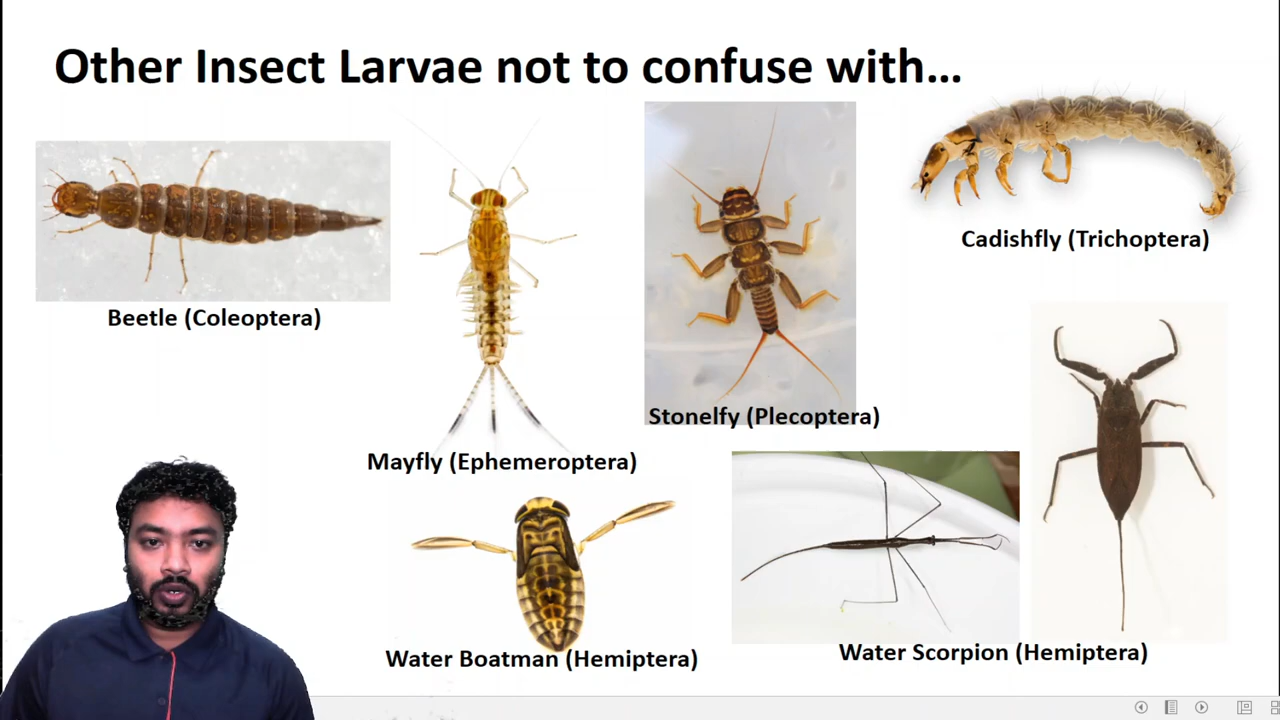 Other Insect Larvae not to confuse with...
Cadishfly (Trichoptera)
Beetle (Coleoptera)
Stonelfy (Plecoptera)
Mayfly (Ephemeroptera)
Water Boatman (Hemiptera)
Water Scorpion (Hemiptera)